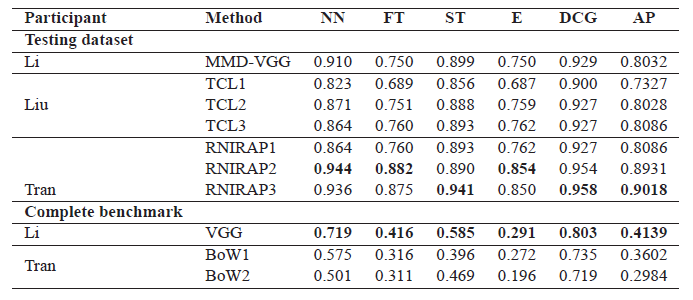 Participant Method NN FT ST E DCG AP
Testing dataset
Li MMD-VGG 0.910 0.750 0.899 0.750 0.929 0.8032
TCL1 0.823 0.689 0.856 0.687 0.900 0.7327
Liu TCL2 0.871 0.751 0.888 0.759 0.927 0.8028
TCL3 0.864 0.760 0.893 0.762 0.927 0.8086
RNIRAP1 0.864 0.760 0.893 0.762 0.927 0.8086
RNIRAP2 0.944 0.882 0.890 0.854 0.954 0.8931
Tran RNIRAP3 0.936 0.875 0.941 0.850 0.958 0.9018
Complete benchmark
Li VGG 0.719 0.416 0.585 0.291 0.803 0.4139
Tran BoW1 0.575 0.316 0.396 0.272 0.735 0.3602
BoW2 0.501 0.311 0.469 0.196 0.719 0.2984